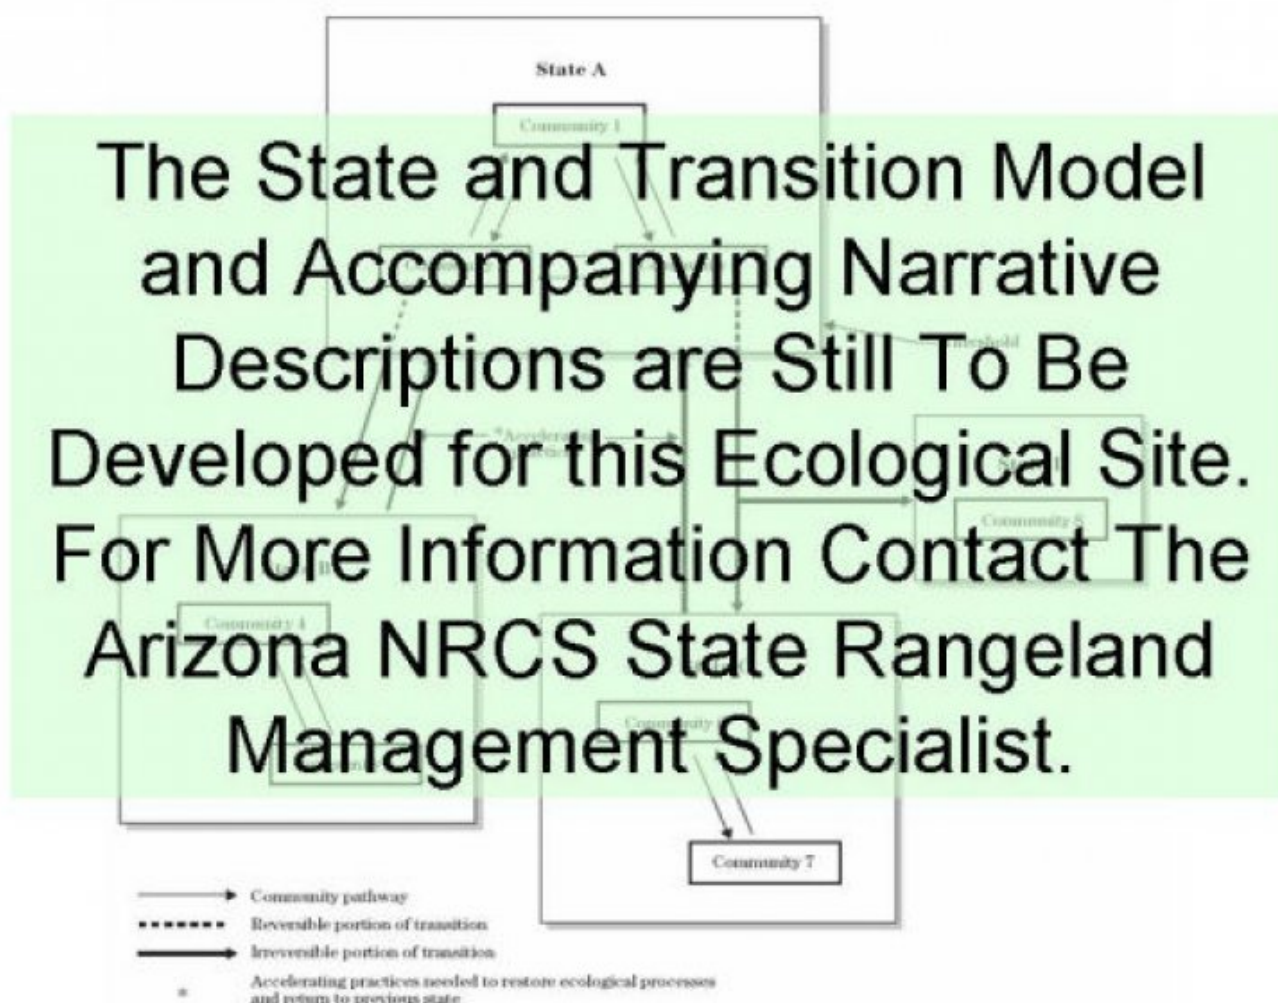 State A
Community 1
The State and Transition Model
and Accompanying Narrative
Descriptions are Still To Be
Developed for this Ecological Site.
For More Information Contact The
Arizona NRCS State Rangeland
Management Specialist.
Community 4
Community 7
Community pathway
Reversible portion of transition
Irreversible portion of transition
* Accelerating practices needed to restore ecological processes
and return to previous state